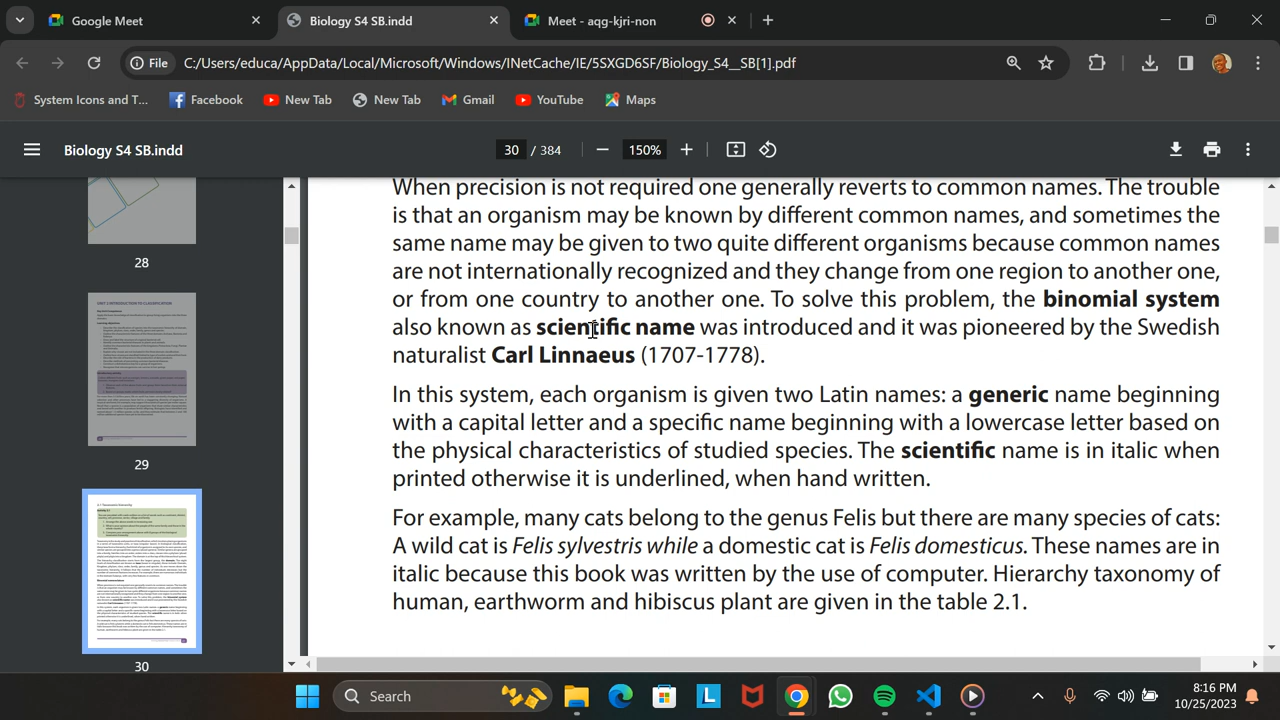 Google Meet
Biology S4 SB.indd
Meet - aqg-kjri-non
File
C:/Users/educa/AppData/Local/Microsoft/Windows/INetCache/IE/5SXGD6SF/Biology_S4__SB[1].pdf
System Icons and T...
Facebook
New Tab
New Tab
Gmail
YouTube
Maps
Biology S4 SB.indd
30 / 384
150%
28
29
30
When precision is not required one generally reverts to common names. The trouble
is that an organism may be known by different common names, and sometimes the
same name may be given to two quite different organisms because common names
are not internationally recognized and they change from one region to another one,
or from one country to another one. To solve this problem, the binomial system
also known as scientific name was introduced and it was pioneered by the Swedish
naturalist Carl Linnaeus (1707-1778).
In this system, each organism is given two Latin names: a generic name beginning
with a capital letter and a specific name beginning with a lowercase letter based on
the physical characteristics of studied species. The scientific name is in italic when
printed otherwise it is underlined, when hand written.
For example, many cats belong to the genus Felis but there are many species of cats:
A wild cat is Felis sylvestris while a domestic cat is Felis domesticus. These names are in
italic because this book was written by the use of computer. Hierarchy taxonomy of
human, earthworm and hibiscus plant are given in the table 2.1.
Search
8:16 PM
10/25/2023